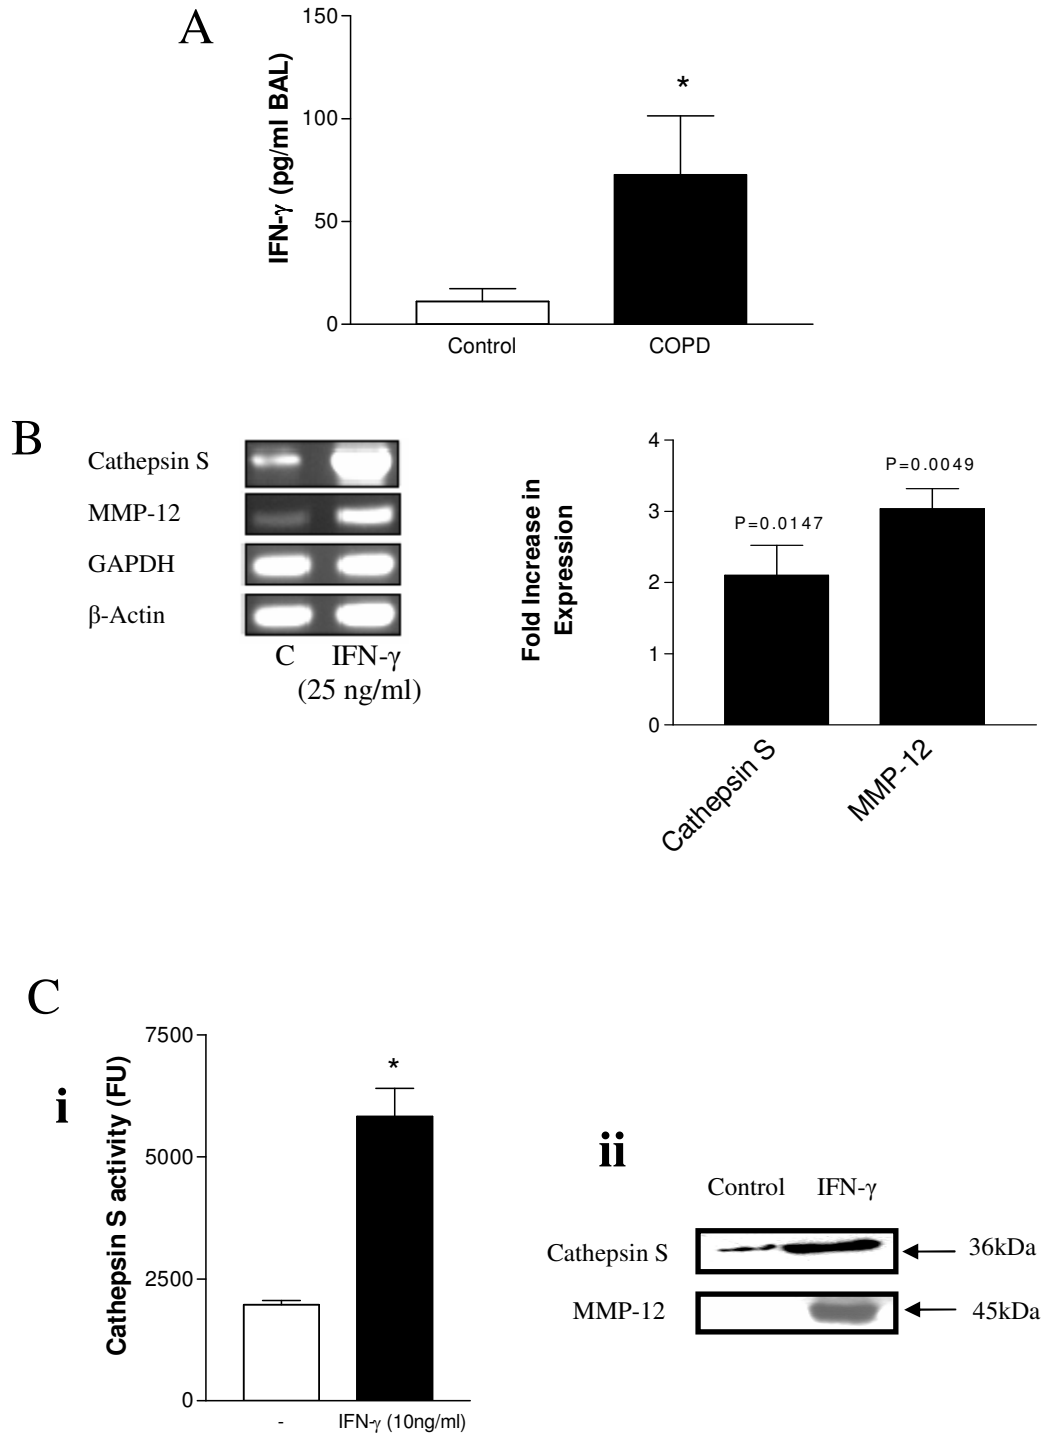 A
150
100
50
0
IFN-γ (pg/ml BAL)
*
Control COPD
B
Cathepsin S
MMP-12
GAPDH
β-Actin
C IFN-γ
(25 ng/ml)
Fold Increase in
Expression
4
3
2
1
0
P=0.0147
P=0.0049
Cathepsin S
MMP-12
C
i
Cathepsin S activity (FU)
7500
5000
2500
0
*
- IFN-γ (10ng/ml)
ii
Control IFN-γ
Cathepsin S 36kDa
MMP-12 45kDa